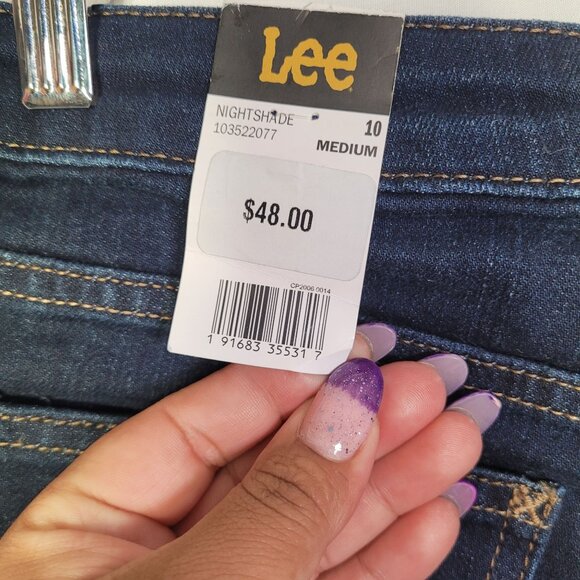 Lee
NIGHTSHADE 10
103522077 MEDIUM
$48.00
CP2006 0014
1 91683 35531 7